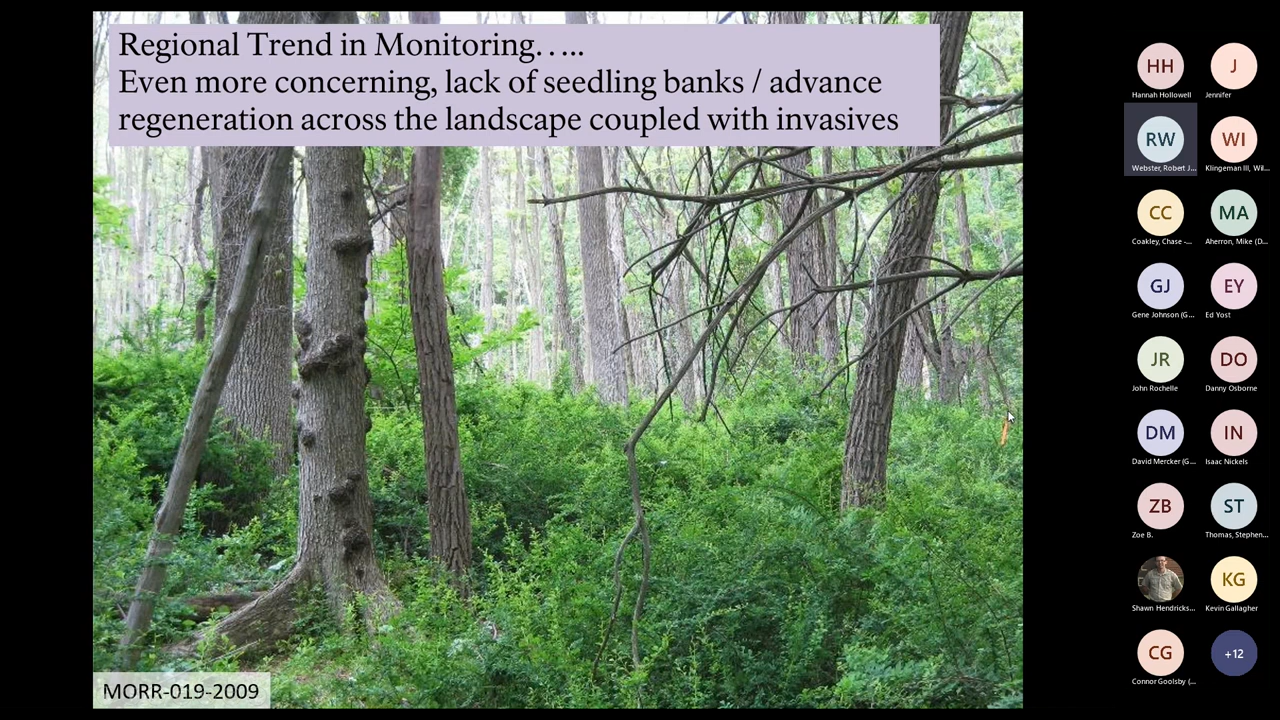 Regional Trend in Monitoring.....
Even more concerning, lack of seedling banks / advance
regeneration across the landscape coupled with invasives
MORR-019-2009
HH
Hannah Hollowell
J
Jennifer
RW
Webster, Robert J...
WI
Klingeman III, Wil...
CC
Coakley, Chase -...
MA
Aherron, Mike (D...
GJ
Gene Johnson (G...
EY
Ed Yost
JR
John Rochelle
DO
Danny Osborne
DM
David Mercker (G...
IN
Isaac Nickels
ZB
Zoe B.
ST
Thomas, Stephen...
Shawn Hendricks...
KG
Kevin Gallagher
CG
Connor Goolsby (...
+12